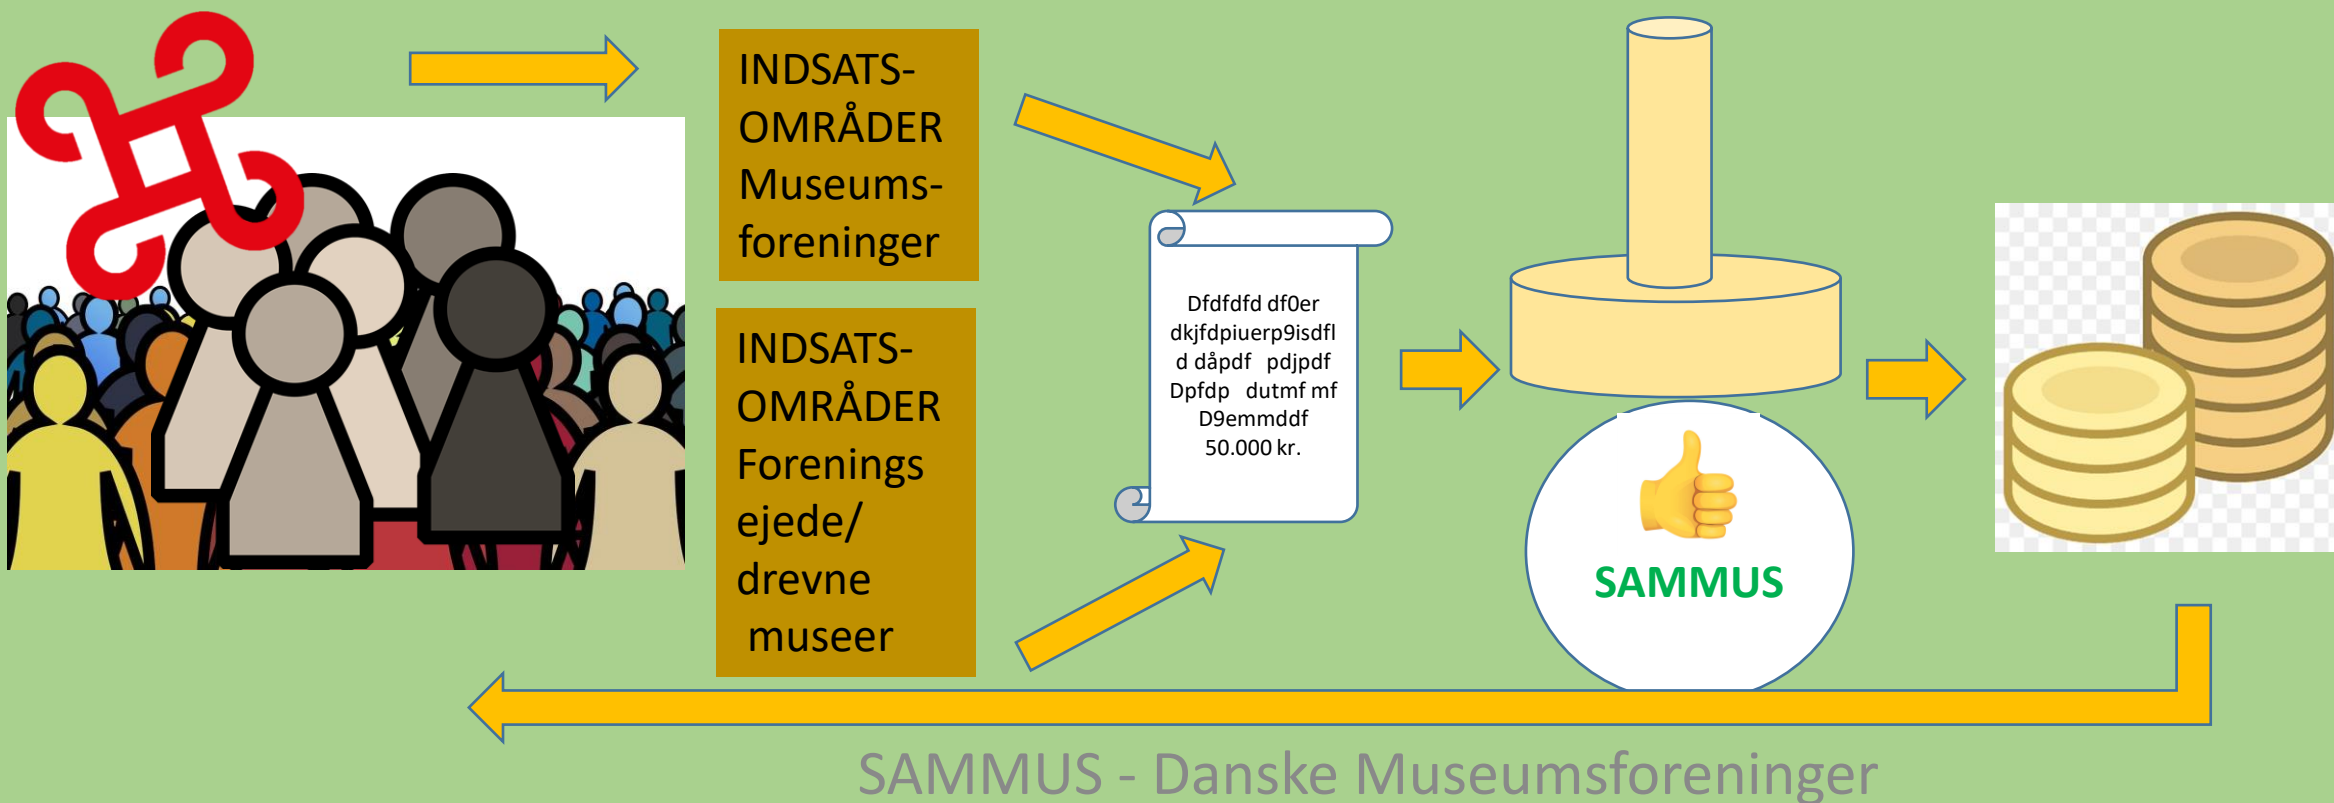 INDSATS-
OMRÅDER
Museums-
foreninger
INDSATS-
OMRÅDER
Forenings
ejede/
drevne
museer
Dfdfdfd df0er
dkjfdpiuerp9isdfl
d dåpdf pdjpdf
Dpfdp dutmf mf
D9emmddf
50.000 kr.
SAMMUS
SAMMUS - Danske Museumsforeninger